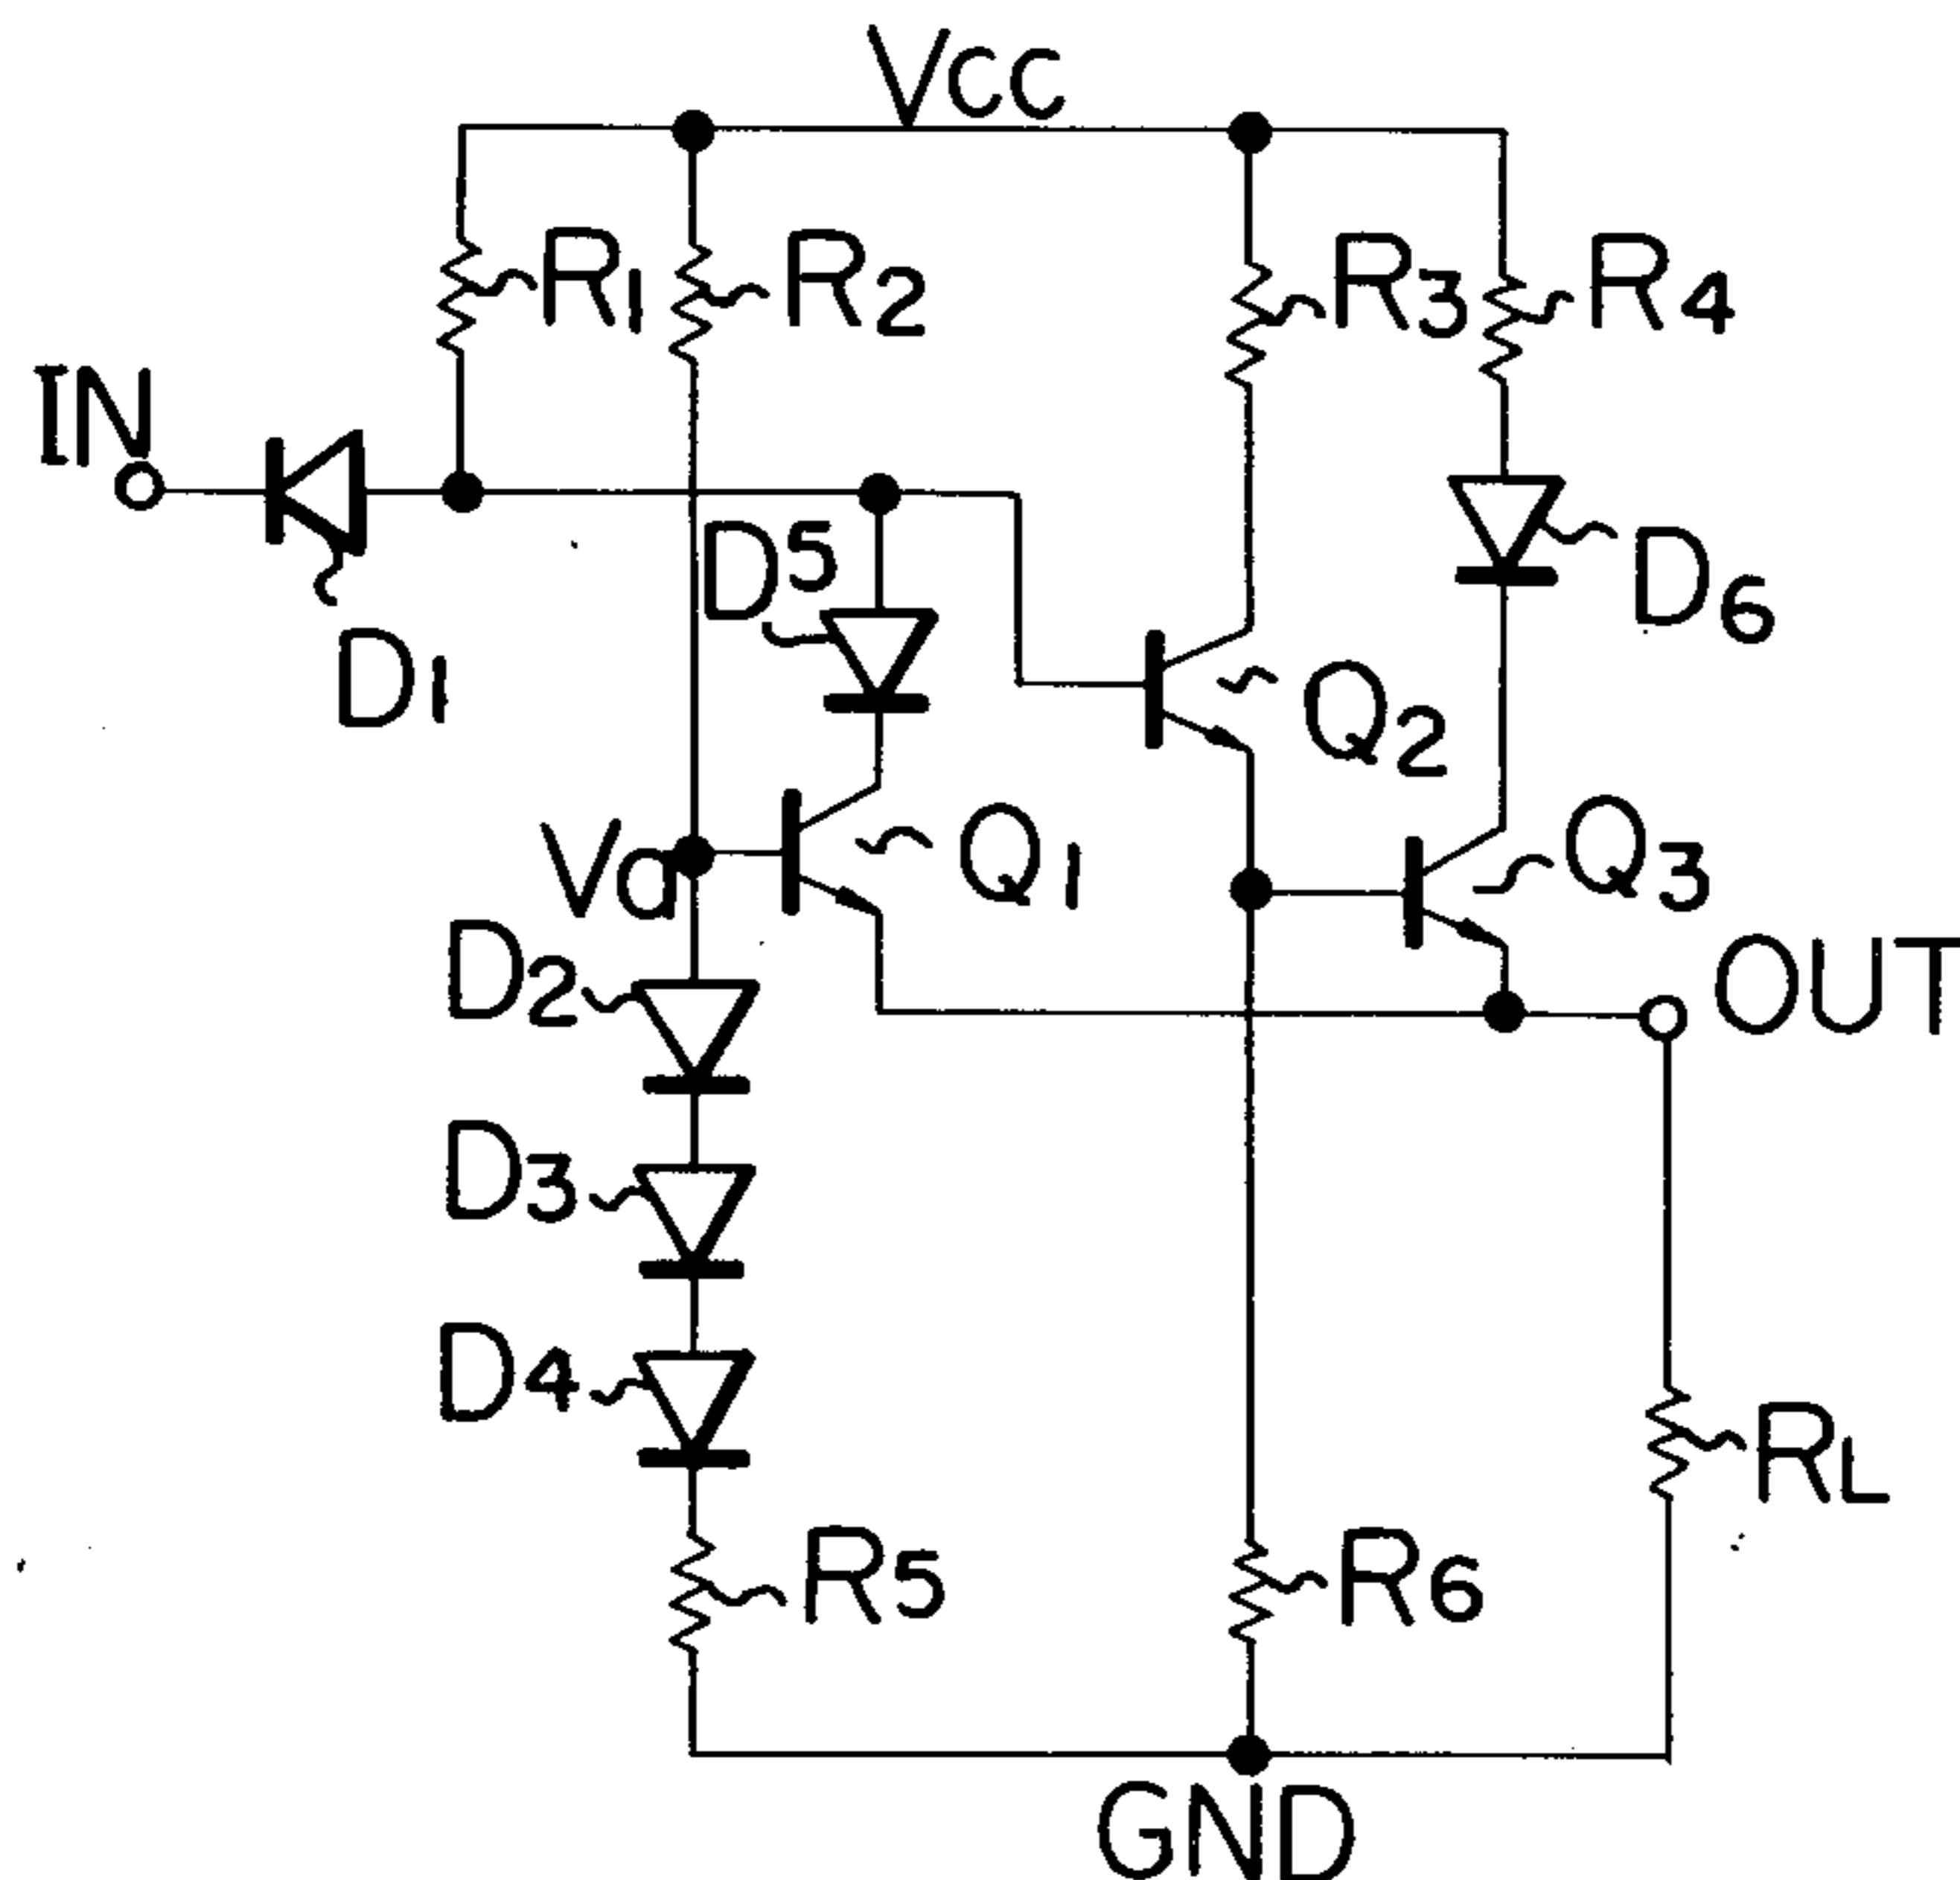 Vcc
R1
R2
R3
R4
IN
D5
D6
D1
Q2
Q1
Q3
Va
D2
OUT
D3
D4
RL
R5
R6
GND